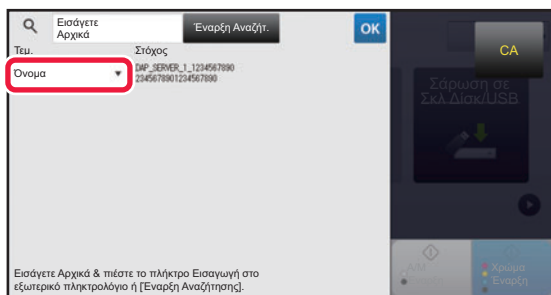 Εισάγετε
Αρχικά
Έναρξη Αναζήτ.
OK
CA
Τεμ.
Στόχος
Όνομα
DAP_SERVER_1_1234567890
2345678901234567890
Σάρωση σε
Σκλ Δίσκ/USB
Εισάγετε Αρχικά & πιέστε το πλήκτρο Εισαγωγή στο
εξωτερικό πληκτρολόγιο ή [Έναρξη Αναζήτησης].
Χρώμα
Έναρξη